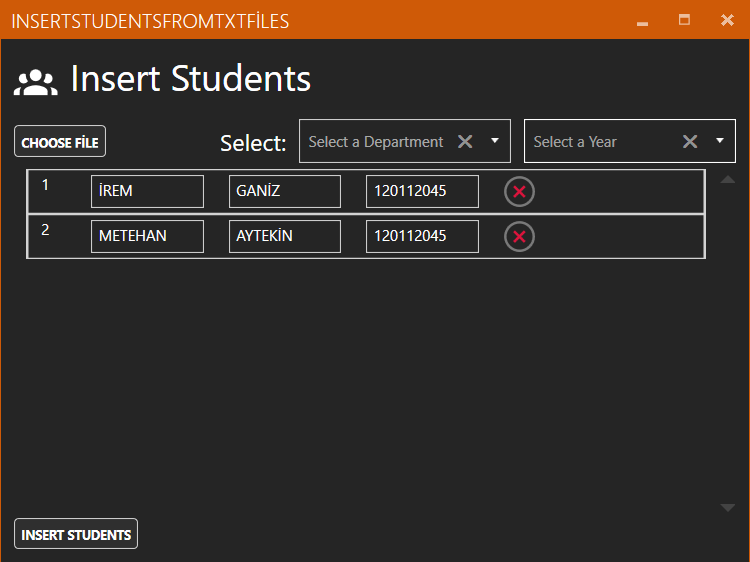 INSERTSTUDENTSFROMTXTFİLES
Insert Students
CHOOSE FİLE
Select:
Select a Department
Select a Year
1 İREM GANİZ 120112045
2 METEHAN AYTEKİN 120112045
INSERT STUDENTS